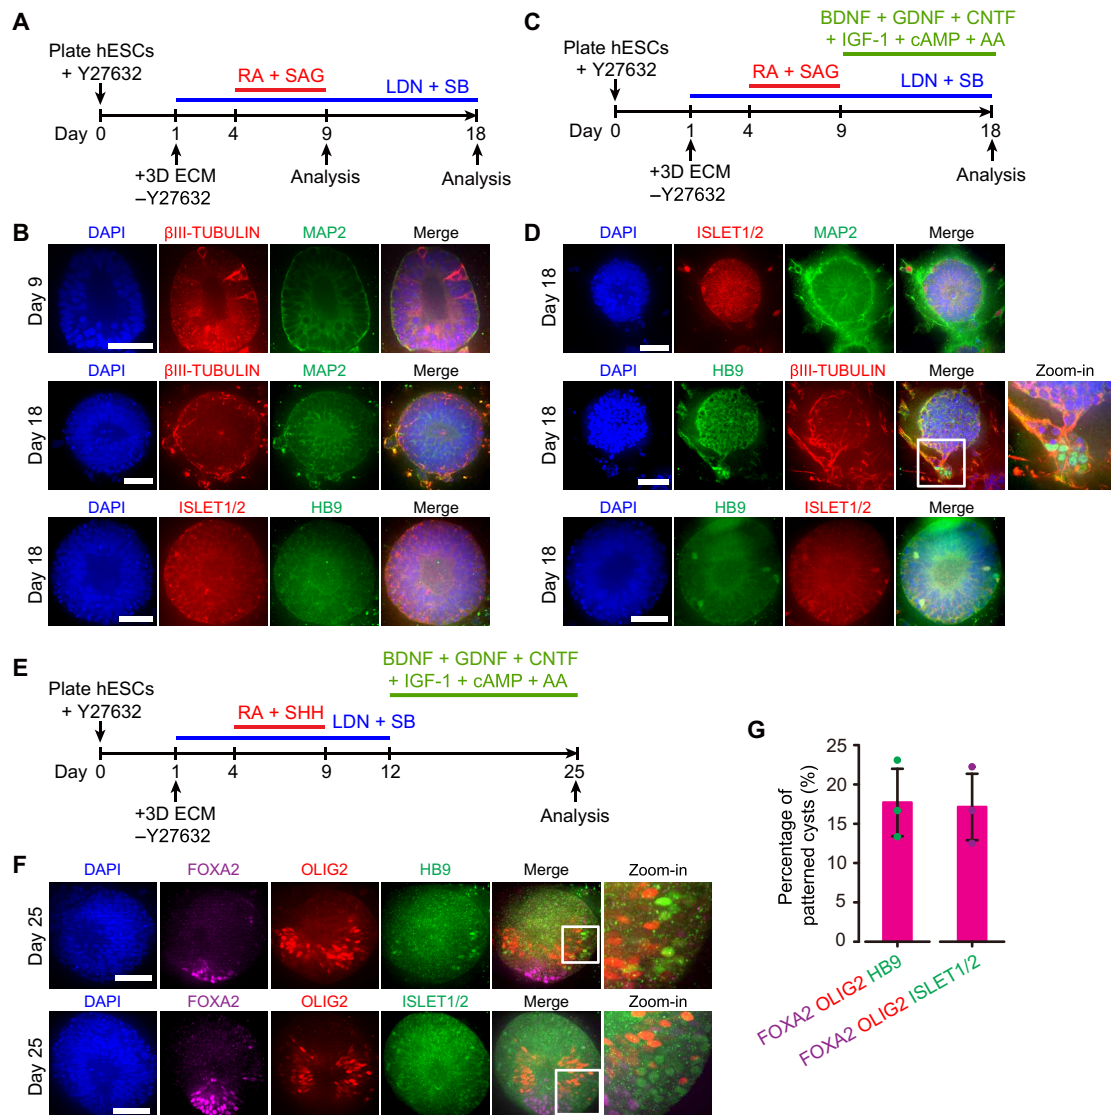 A
Plate hESCs
+ Y27632
RA + SAG
LDN + SB
Day 0 1 4 9 18
+3D ECM
–Y27632
Analysis
Analysis
B
DAPI βIII-TUBULIN MAP2 Merge
Day 9
DAPI βIII-TUBULIN MAP2 Merge
Day 18
DAPI ISLET1/2 HB9 Merge
Day 18
C
BDNF + GDNF + CNTF
+ IGF-1 + cAMP + AA
Plate hESCs
+ Y27632
RA + SAG
LDN + SB
Day 0 1 4 9 18
+3D ECM
–Y27632
Analysis
D
DAPI ISLET1/2 MAP2 Merge
Day 18
DAPI HB9 βIII-TUBULIN Merge Zoom-in
Day 18
DAPI HB9 ISLET1/2 Merge
Day 18
E
BDNF + GDNF + CNTF
+ IGF-1 + cAMP + AA
Plate hESCs
+ Y27632
RA + SHH
LDN + SB
Day 0 1 4 9 12 25
+3D ECM
–Y27632
Analysis
F
DAPI FOXA2 OLIG2 HB9 Merge Zoom-in
Day 25
DAPI FOXA2 OLIG2 ISLET1/2 Merge Zoom-in
Day 25
G
Percentage of
patterned cysts (%)
25
20
15
10
5
0
FOXA2 OLIG2 HB9
FOXA2 OLIG2 ISLET1/2